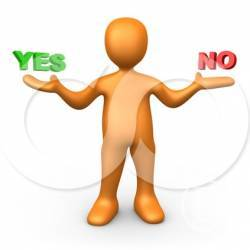 YES NO